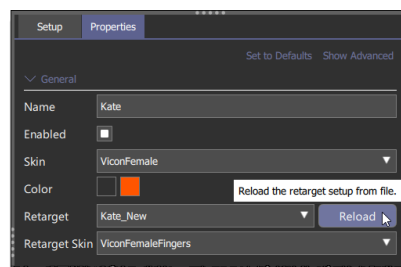 Setup Properties
Set to Defaults Show Advanced
General
Name Kate
Enabled
Skin ViconFemale
Color
Reload the retarget setup from file.
Retarget Kate_New Reload
Retarget Skin ViconFemaleFingers